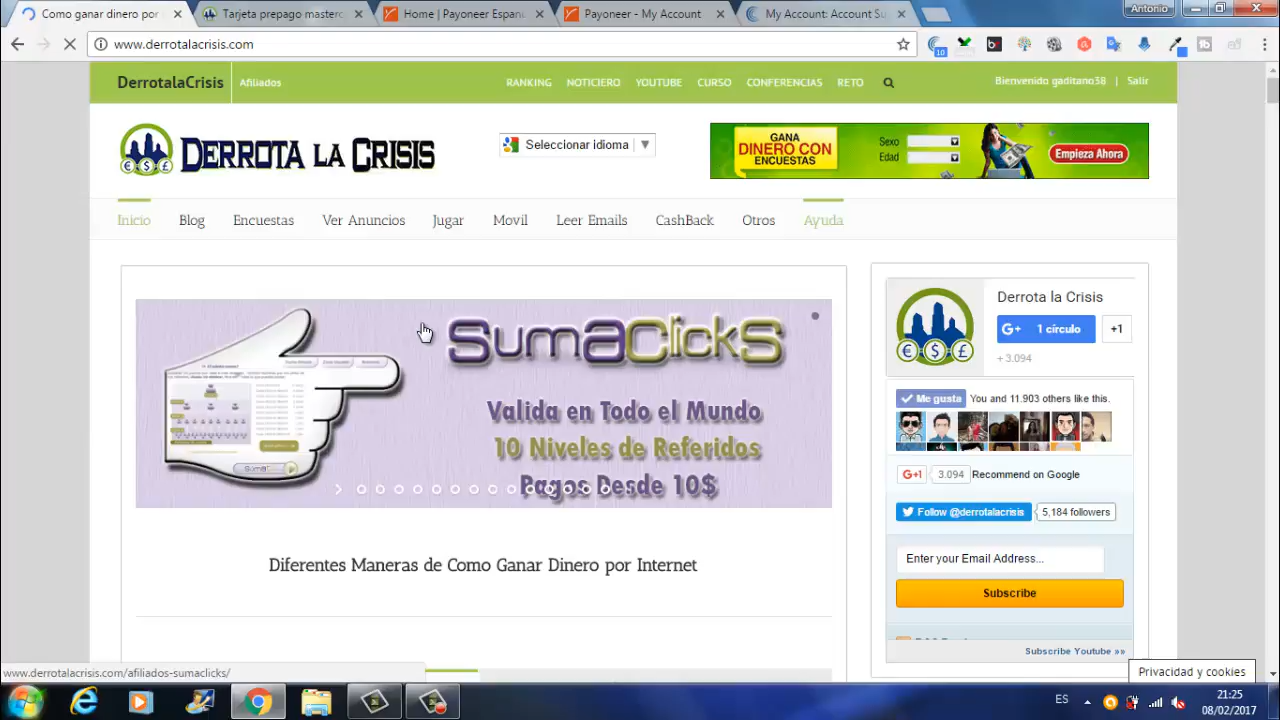 Como ganar dinero por
Tarjeta prepago masterc
Home | Payoneer Españ
Payoneer - My Account
My Account: Account Su
Antonio
www.derrotalacrisis.com
10
DerrotalaCrisis
Afiliados
RANKING
NOTICIERO
YOUTUBE
CURSO
CONFERENCIAS
RETO
Bienvenido gaditano38 | Salir
DERROTA LA CRISIS
Seleccionar idioma ▼
GANA
DINERO CON
ENCUESTAS
Sexo
Edad
Empieza Ahora
Inicio
Blog
Encuestas
Ver Anuncios
Jugar
Movil
Leer Emails
CashBack
Otros
Ayuda
sumaclicks
Valida en Todo el Mundo
10 Niveles de Referidos
Pagos Desde 10$
Diferentes Maneras de Como Ganar Dinero por Internet
Derrota la Crisis
G+ 1 círculo
+1
+ 3.094
Me gusta
You and 11.903 others like this.
G+1
3.094
Recommend on Google
Follow @derrotalacrisis
5,184 followers
Enter your Email Address...
Subscribe
Subscribe Youtube »»
www.derrotalacrisis.com/afiliados-sumaclicks/
Privacidad y cookies
ES
21:25
08/02/2017